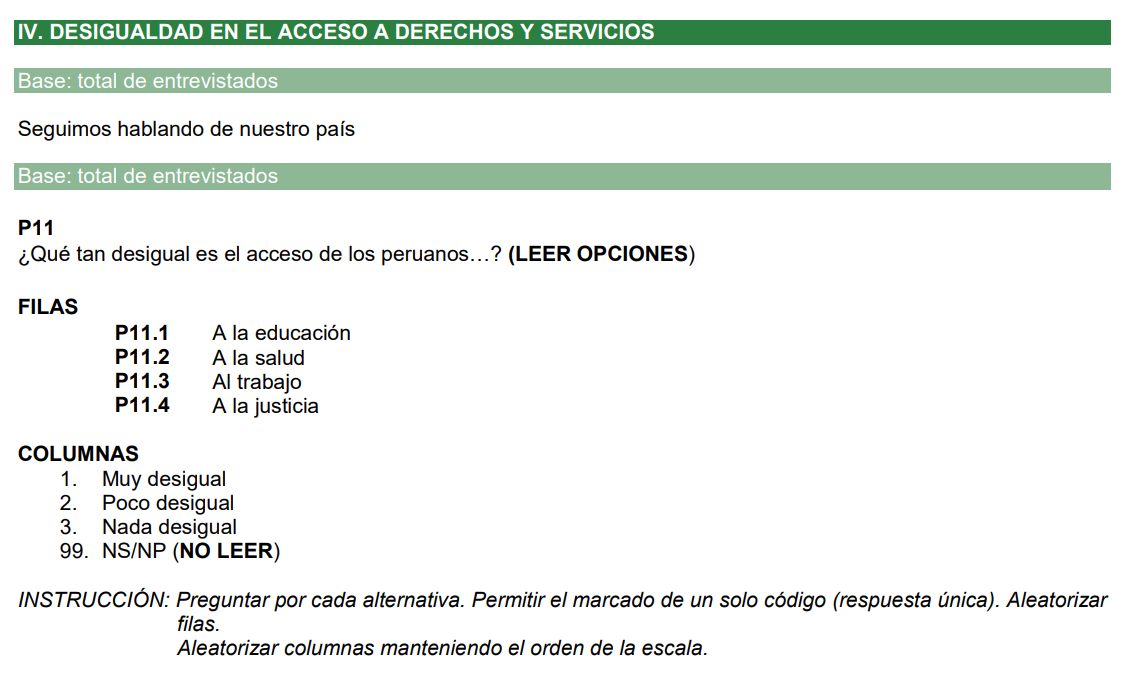 IV. DESIGUALDAD EN EL ACCESO A DERECHOS Y SERVICIOS
Base: total de entrevistados
Seguimos hablando de nuestro país
Base: total de entrevistados
P11
¿Qué tan desigual es el acceso de los peruanos…? (LEER OPCIONES)
FILAS
P11.1 A la educación
P11.2 A la salud
P11.3 Al trabajo
P11.4 A la justicia
COLUMNAS
1. Muy desigual
2. Poco desigual
3. Nada desigual
99. NS/NP (NO LEER)
INSTRUCCIÓN: Preguntar por cada alternativa. Permitir el marcado de un solo código (respuesta única). Aleatorizar
filas.
Aleatorizar columnas manteniendo el orden de la escala.